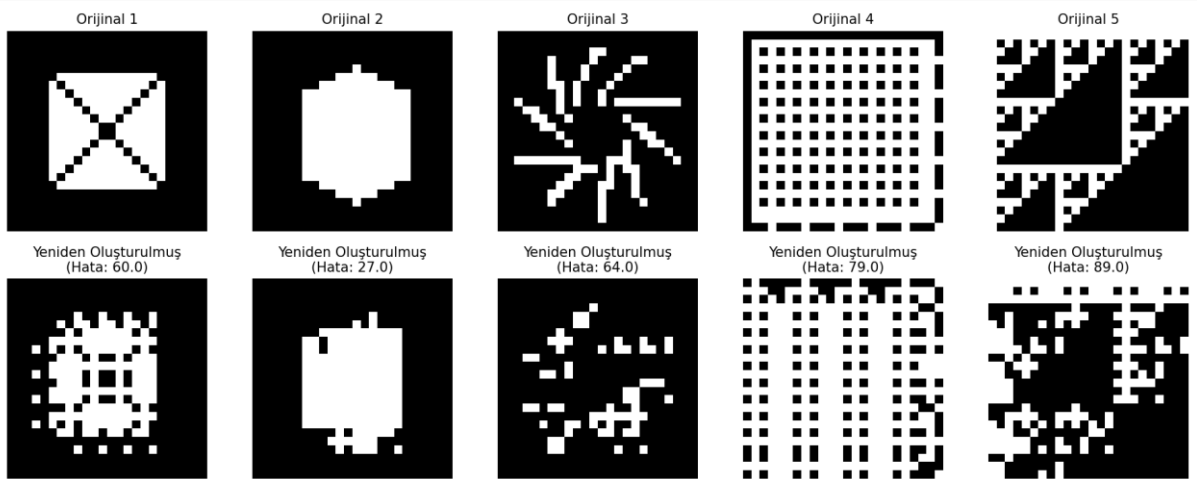 Orijinal 1
Orijinal 2
Orijinal 3
Orijinal 4
Orijinal 5
Yeniden Oluşturulmuş
(Hata: 60.0)
Yeniden Oluşturulmuş
(Hata: 27.0)
Yeniden Oluşturulmuş
(Hata: 64.0)
Yeniden Oluşturulmuş
(Hata: 79.0)
Yeniden Oluşturulmuş
(Hata: 89.0)